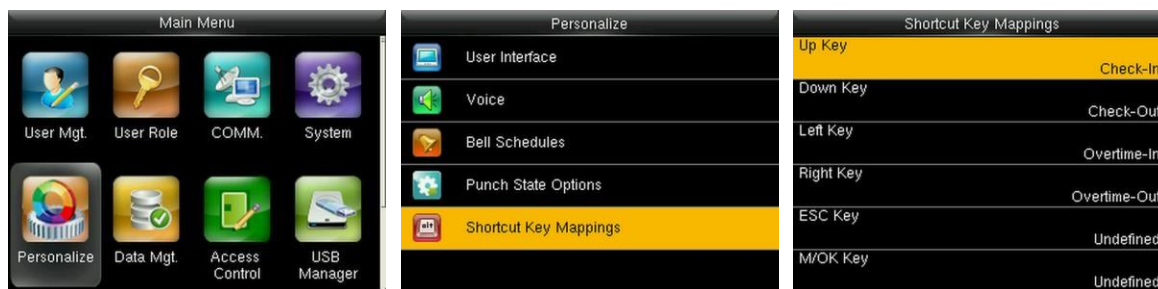 Main Menu
User Mgt.
User Role
COMM.
System
Personalize
Data Mgt.
Access
Control
USB
Manager
Personalize
User Interface
Voice
Bell Schedules
Punch State Options
alt
Shortcut Key Mappings
Shortcut Key Mappings
Up Key
Check-In
Down Key
Check-Out
Left Key
Overtime-In
Right Key
Overtime-Out
ESC Key
Undefined
M/OK Key
Undefined